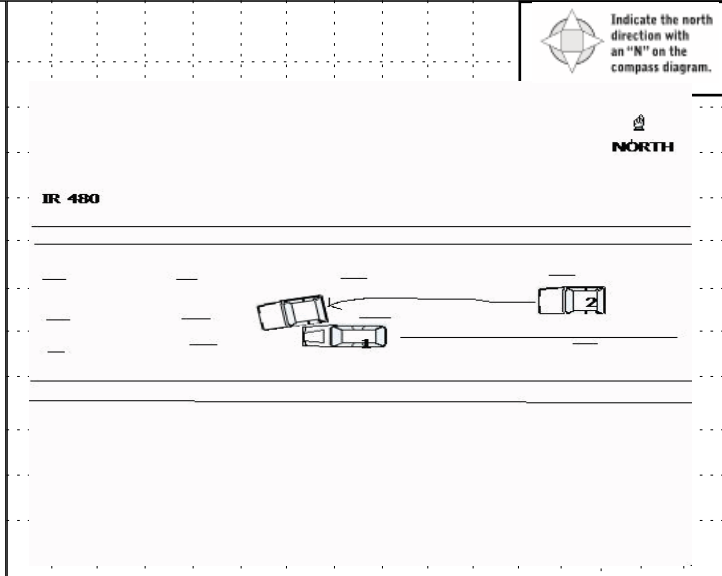 Indicate the north
direction with
an “N” on the
compass diagram.
NORTH
IR 480
2
1